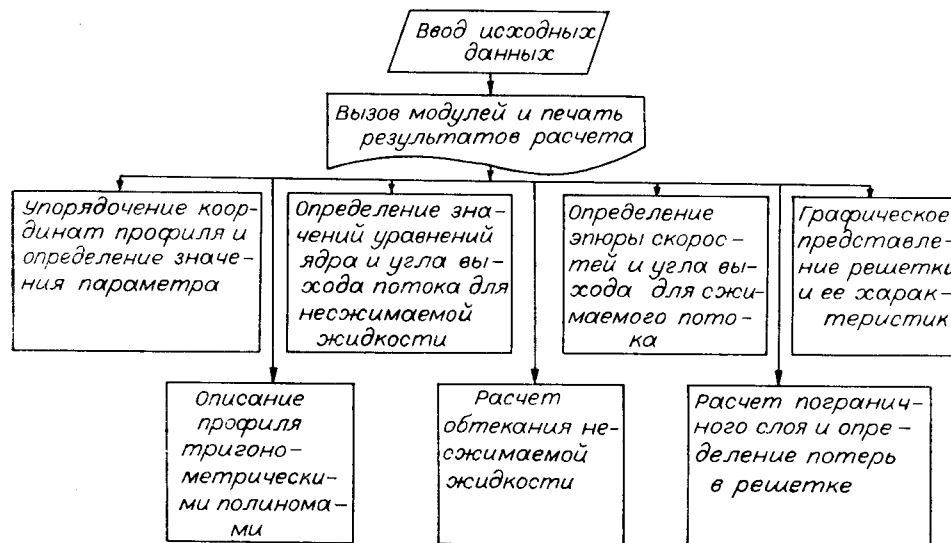 Ввод исходных
данных
Вызов модулей и печать
результатов расчета
Упорядочение коор-
динат профиля и
определение значе-
ния параметра
Определение зна-
чений уравнений
ядра и угла вы-
хода потока для
несжимаемой
жидкости
Определение
эпюры скорос-
тей и угла вы-
хода для сжи-
маемого пото-
ка
Графическое
представле-
ние решетки
и ее харак-
теристик
Описание
профиля
тригоно-
метрически-
ми полинома-
ми
Расчет
обтекания не-
сжимаемой
жидкости
Расчет погранич-
ного слоя и опре-
деление потерь
в решетке